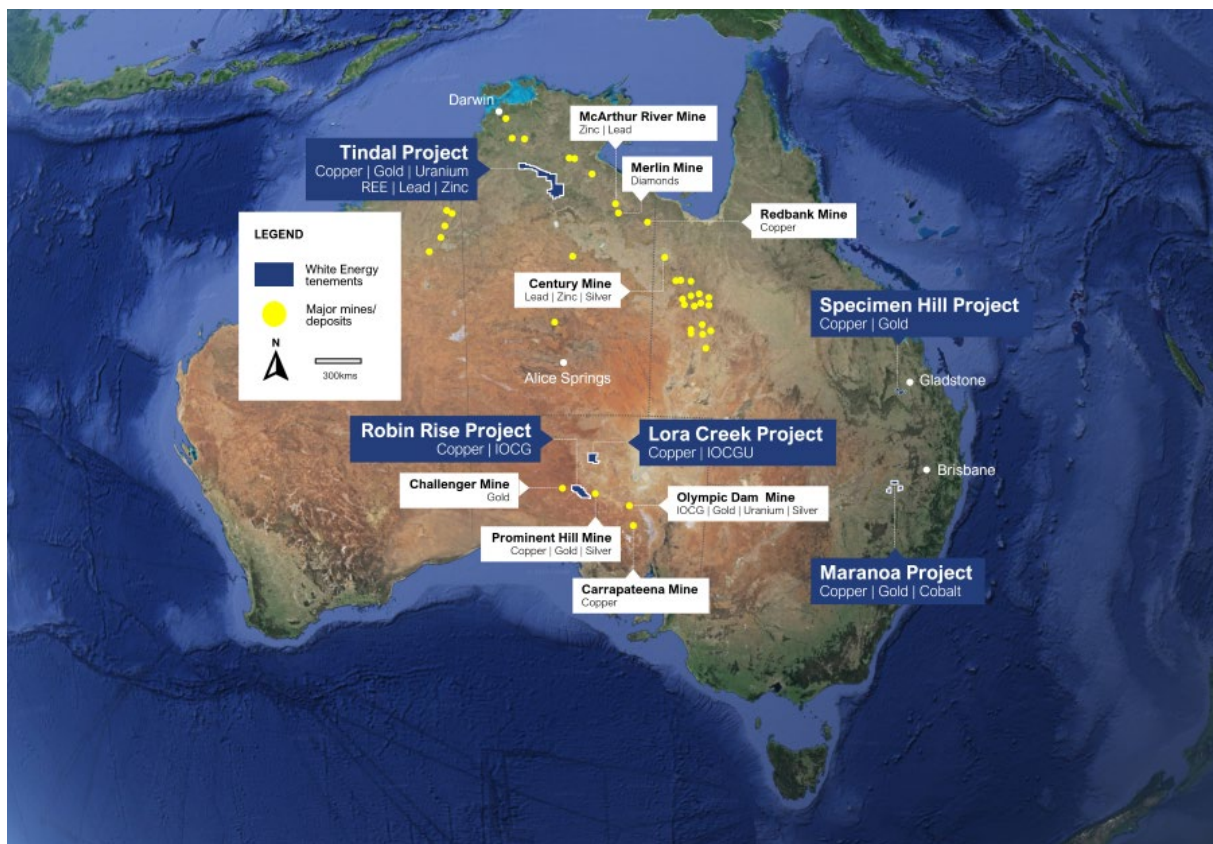 Darwin
McArthur River Mine
Zinc | Lead
Tindal Project
Copper | Gold | Uranium
REE | Lead | Zinc
Merlin Mine
Diamonds
Redbank Mine
Copper
LEGEND
White Energy
tenements
Major mines/
deposits
N
300kms
Century Mine
Lead | Zinc | Silver
Specimen Hill Project
Copper | Gold
Alice Springs
Gladstone
Robin Rise Project
Copper | IOCG
Lora Creek Project
Copper | IOCGU
Brisbane
Challenger Mine
Gold
Olympic Dam Mine
IOCG | Gold | Uranium | Silver
Prominent Hill Mine
Copper | Gold | Silver
Maranoa Project
Copper | Gold | Cobalt
Carrapateena Mine
Copper